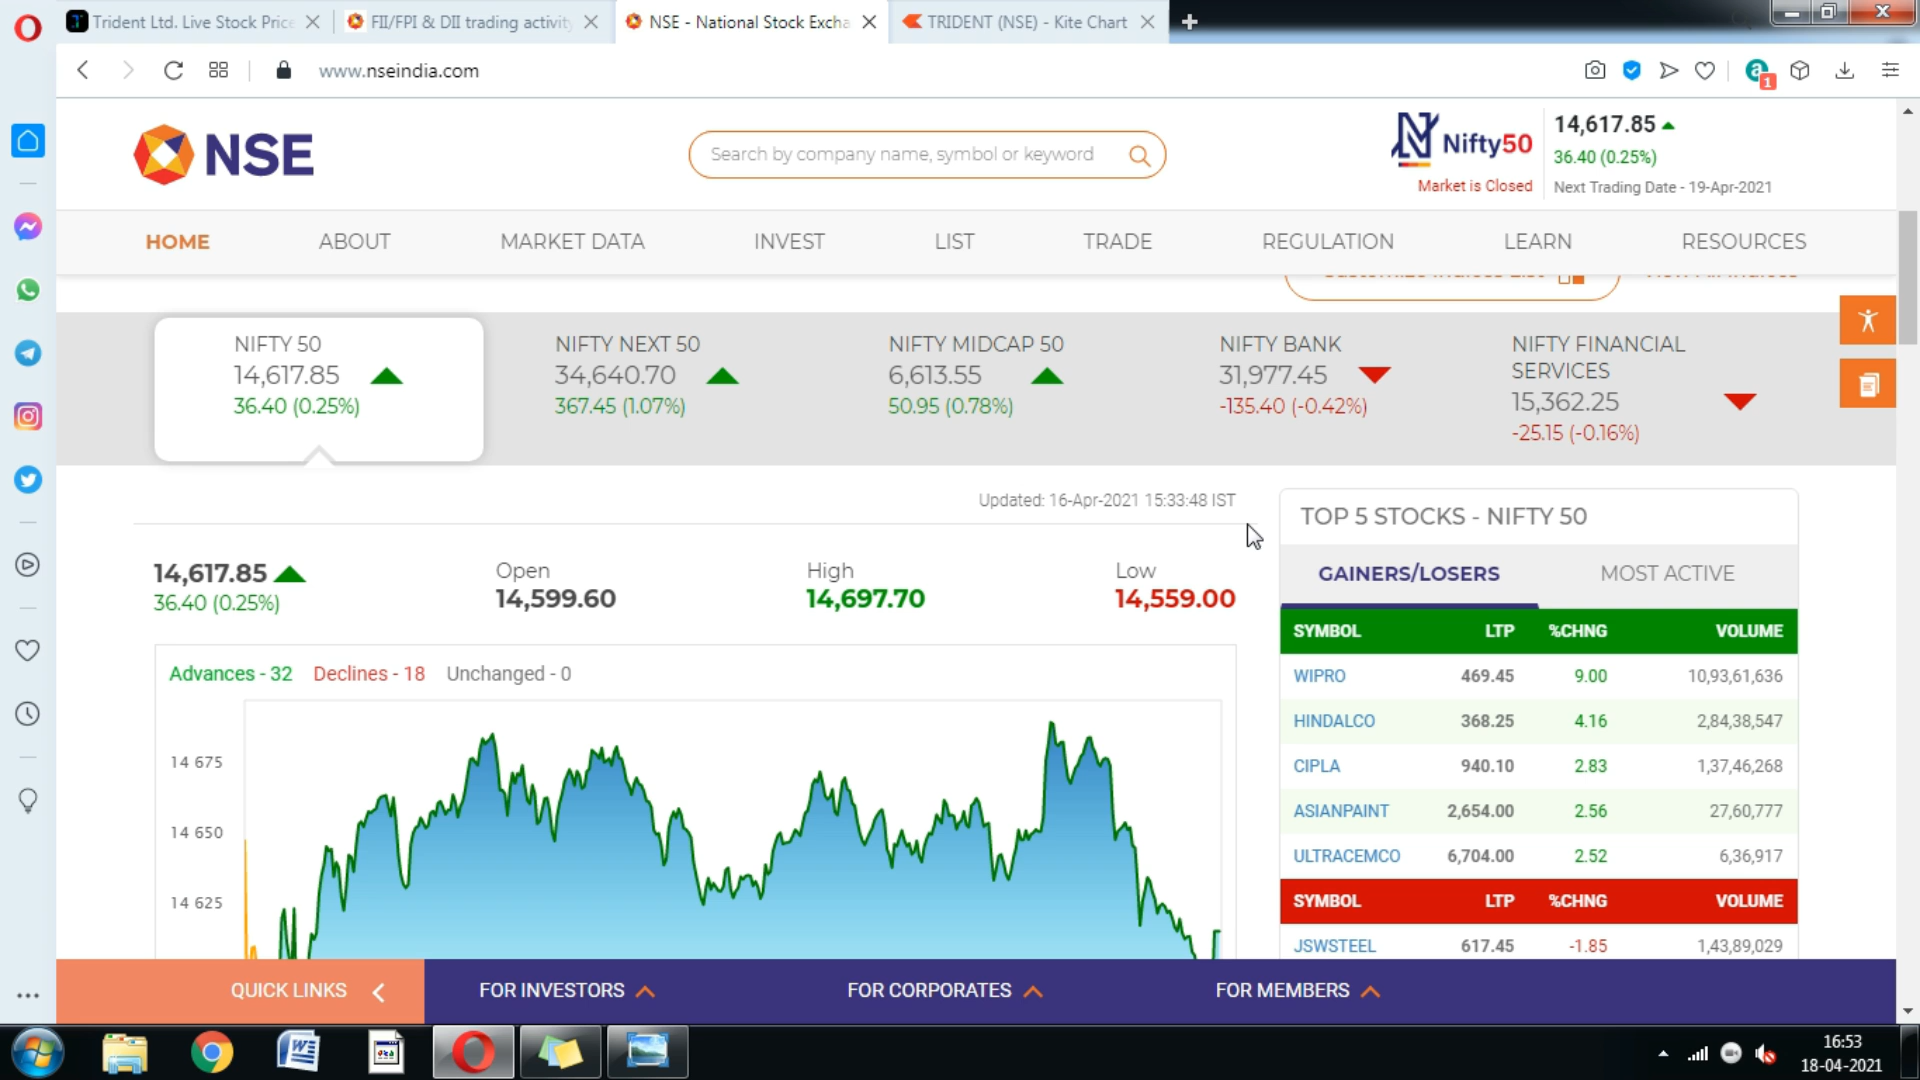 Trident Ltd. Live Stock Price
FII/FPI & DII trading activity
NSE - National Stock Excha
TRIDENT (NSE) - Kite Chart
www.nseindia.com
1
NSE
Search by company name, symbol or keyword
Nifty50
Market is Closed
14,617.85
36.40 (0.25%)
Next Trading Date - 19-Apr-2021
HOME
ABOUT
MARKET DATA
INVEST
LIST
TRADE
REGULATION
LEARN
RESOURCES
NIFTY 50
14,617.85
36.40 (0.25%)
NIFTY NEXT 50
34,640.70
367.45 (1.07%)
NIFTY MIDCAP 50
6,613.55
50.95 (0.78%)
NIFTY BANK
31,977.45
-135.40 (-0.42%)
NIFTY FINANCIAL
SERVICES
15,362.25
-25.15 (-0.16%)
Updated: 16-Apr-2021 15:33:48 IST
14,617.85
36.40 (0.25%)
Open
14,599.60
High
14,697.70
Low
14,559.00
Advances - 32 Declines - 18 Unchanged - 0
14 675
14 650
14 625
TOP 5 STOCKS - NIFTY 50
GAINERS/LOSERS MOST ACTIVE
SYMBOL LTP %CHNG VOLUME
WIPRO 469.45 9.00 10,93,61,636
HINDALCO 368.25 4.16 2,84,38,547
CIPLA 940.10 2.83 1,37,46,268
ASIANPAINT 2,654.00 2.56 27,60,777
ULTRACEMCO 6,704.00 2.52 6,36,917
SYMBOL LTP %CHNG VOLUME
JSWSTEEL 617.45 -1.85 1,43,89,029
QUICK LINKS
FOR INVESTORS
FOR CORPORATES
FOR MEMBERS
16:53
18-04-2021